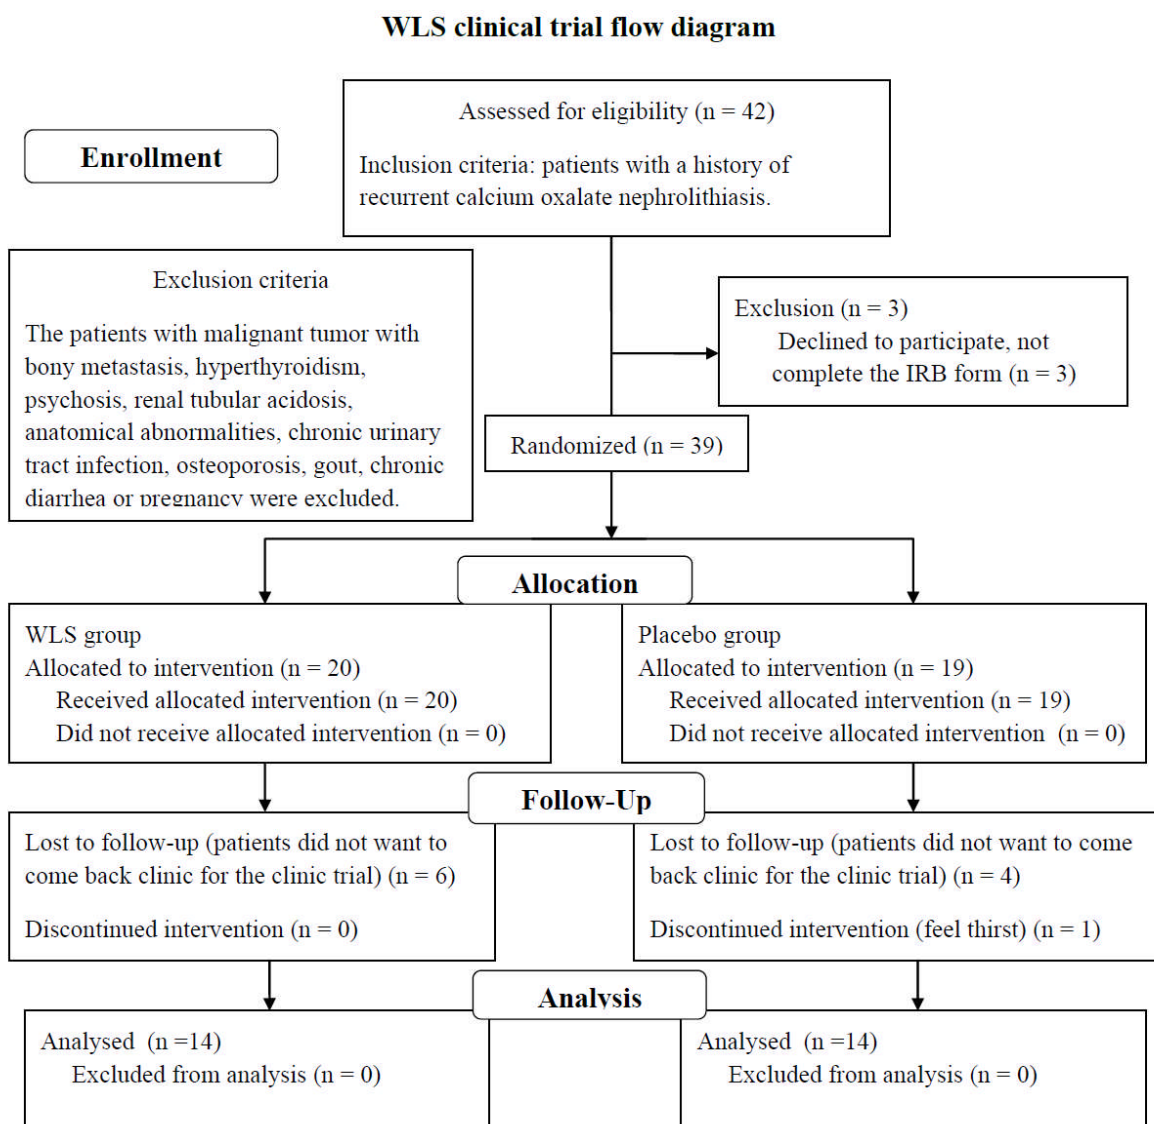 WLS clinical trial flow diagram
Enrollment
Assessed for eligibility (n = 42)
Inclusion criteria: patients with a history of
recurrent calcium oxalate nephrolithiasis.
Exclusion criteria
The patients with malignant tumor with
bony metastasis, hyperthyroidism,
psychosis, renal tubular acidosis,
anatomical abnormalities, chronic urinary
tract infection, osteoporosis, gout, chronic
diarrhea or pregnancy were excluded.
Exclusion (n = 3)
Declined to participate, not
complete the IRB form (n = 3)
Randomized (n = 39)
Allocation
WLS group
Allocated to intervention (n = 20)
Received allocated intervention (n = 20)
Did not receive allocated intervention (n = 0)
Placebo group
Allocated to intervention (n = 19)
Received allocated intervention (n = 19)
Did not receive allocated intervention (n = 0)
Follow-Up
Lost to follow-up (patients did not want to
come back clinic for the clinic trial) (n = 6)
Discontinued intervention (n = 0)
Lost to follow-up (patients did not want to come
back clinic for the clinic trial) (n = 4)
Discontinued intervention (feel thirst) (n = 1)
Analysis
Analysed (n =14)
Excluded from analysis (n = 0)
Analysed (n =14)
Excluded from analysis (n = 0)